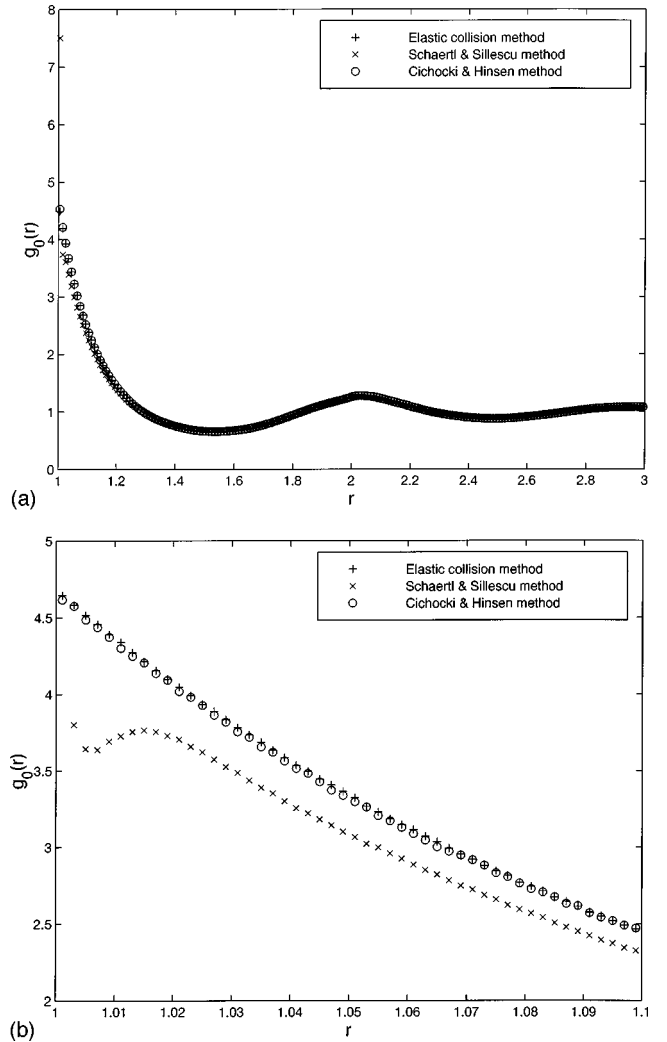 8
7
6
5
4
3
2
1
0
g0(r)
Elastic collision method
Schaertl & Sillescu method
Cichocki & Hinsen method
1 1.2 1.4 1.6 1.8 2 2.2 2.4 2.6 2.8 3
r
(a)
5
4.5
4
3.5
3
2.5
2
g0(r)
Elastic collision method
Schaertl & Sillescu method
Cichocki & Hinsen method
1 1.01 1.02 1.03 1.04 1.05 1.06 1.07 1.08 1.09 1.1
r
(b)